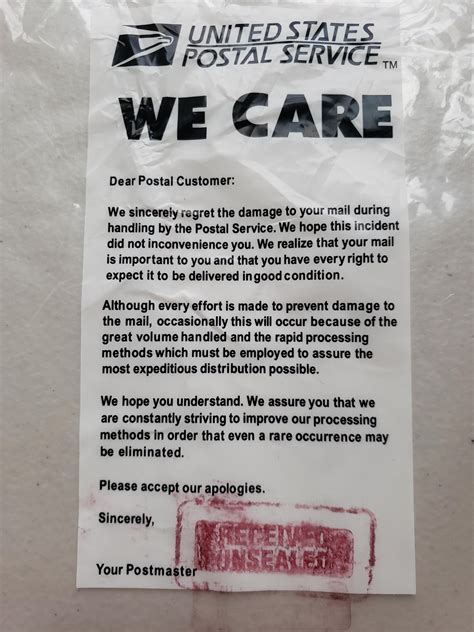 UNITED STATES
POSTAL SERVICE TM
WE CARE
Dear Postal Customer:
We sincerely regret the damage to your mail during
handling by the Postal Service. We hope this incident
did not inconvenience you. We realize that your mail
is important to you and that you have every right to
expect it to be delivered in good condition.
Although every effort is made to prevent damage to
the mail, occasionally this will occur because of the
great volume handled and the rapid processing
methods which must be employed to assure the
most expeditious distribution possible.
We hope you understand. We assure you that we
are constantly striving to improve our processing
methods in order that even a rare occurrence may
be eliminated.
Please accept our apologies.
Sincerely,
RECEIVED
UNSEALED
Your Postmaster